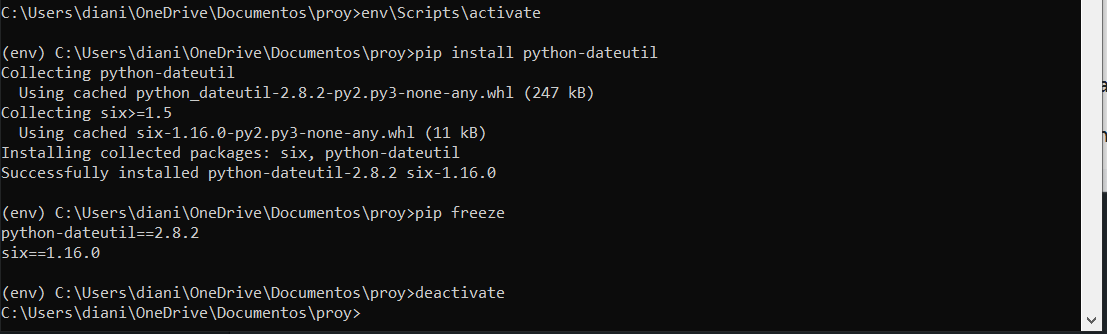 C:\Users\diani\OneDrive\Documentos\proy>env\Scripts\activate
(env) C:\Users\diani\OneDrive\Documentos\proy>pip install python-dateutil
Collecting python-dateutil
  Using cached python_dateutil-2.8.2-py2.py3-none-any.whl (247 kB)
Collecting six>=1.5
  Using cached six-1.16.0-py2.py3-none-any.whl (11 kB)
Installing collected packages: six, python-dateutil
Successfully installed python-dateutil-2.8.2 six-1.16.0
(env) C:\Users\diani\OneDrive\Documentos\proy>pip freeze
python-dateutil==2.8.2
six==1.16.0
(env) C:\Users\diani\OneDrive\Documentos\proy>deactivate
C:\Users\diani\OneDrive\Documentos\proy>